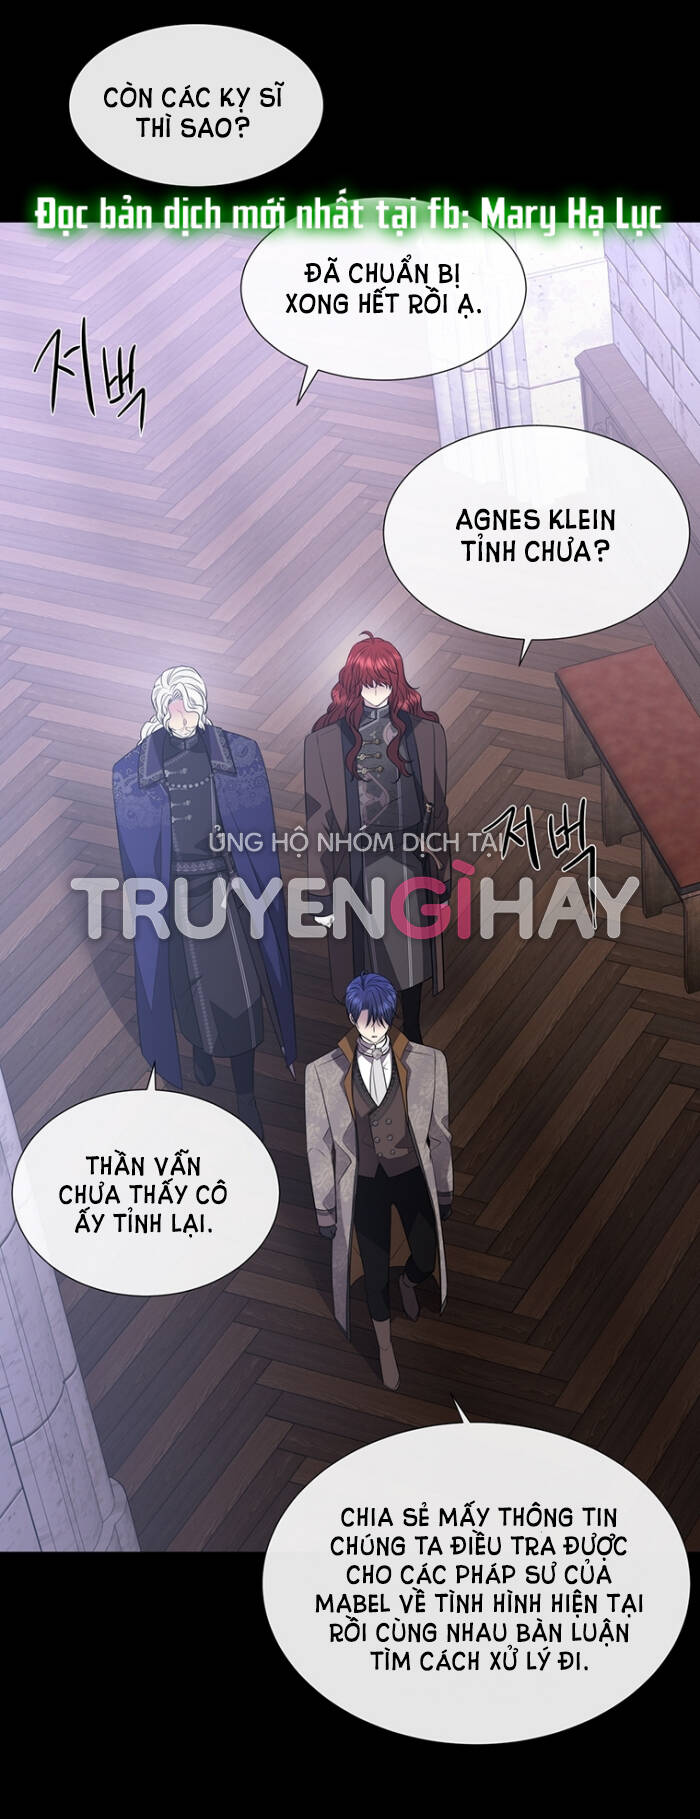 CÒN CÁC KỴ SĨ
THÌ SAO?
Đọc bản dịch mới nhất tại fb: Mary Hạ Lục
ĐÃ CHUẨN BỊ
XONG HẾT RỒI Ạ.
저벅
AGNES KLEIN
TỈNH CHƯA?
저벅
ỦNG HỘ NHÓM DỊCH TẠI
TRUYENGIHAY
THẦN VẪN
CHƯA THẤY CÔ
ẤY TỈNH LẠI.
CHIA SẺ MẤY THÔNG TIN
CHÚNG TA ĐIỀU TRA ĐƯỢC
CHO CÁC PHÁP SƯ CỦA
MABEL VỀ TÌNH HÌNH HIỆN TẠI
RỒI CÙNG NHAU BÀN LUẬN
TÌM CÁCH XỬ LÝ ĐI.